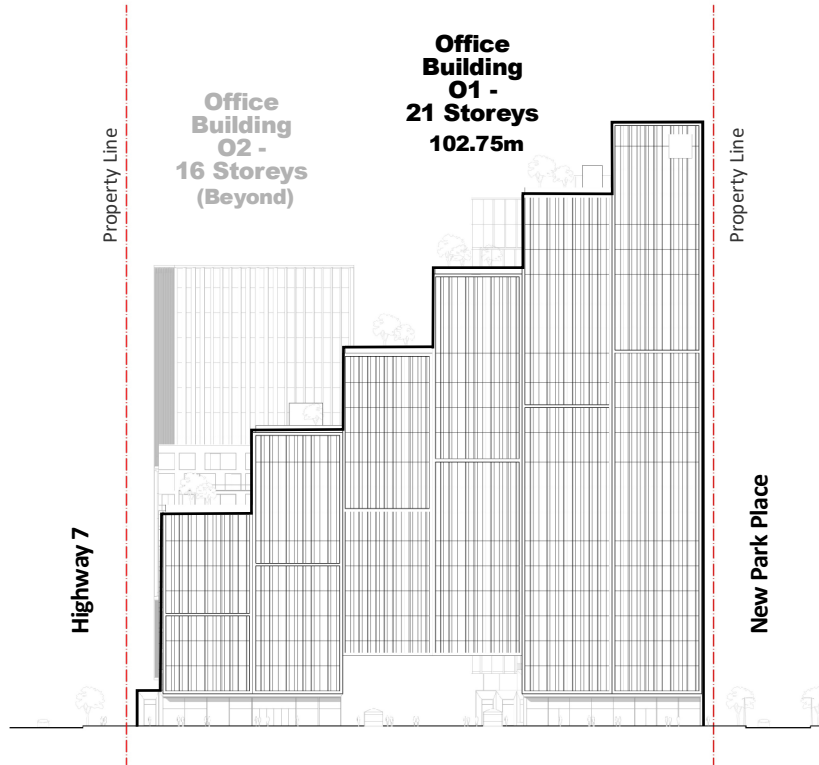 Office
Building
O1 -
21 Storeys
102.75m
Office
Building
O2 -
16 Storeys
(Beyond)
Property Line
Property Line
Highway 7
New Park Place